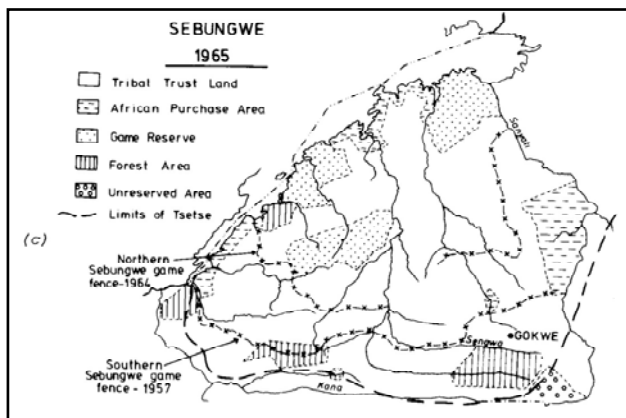 SEBUNGWE
1965
Tribal Trust Land
African Purchase Area
Game Reserve
Forest Area
Unreserved Area
Limits of Tsetse
(c)
Northern
Sebungwe game
fence-1964
Southern
Sebungwe game
fence - 1957
Sanyati
Sengwa
GOKWE
Kana